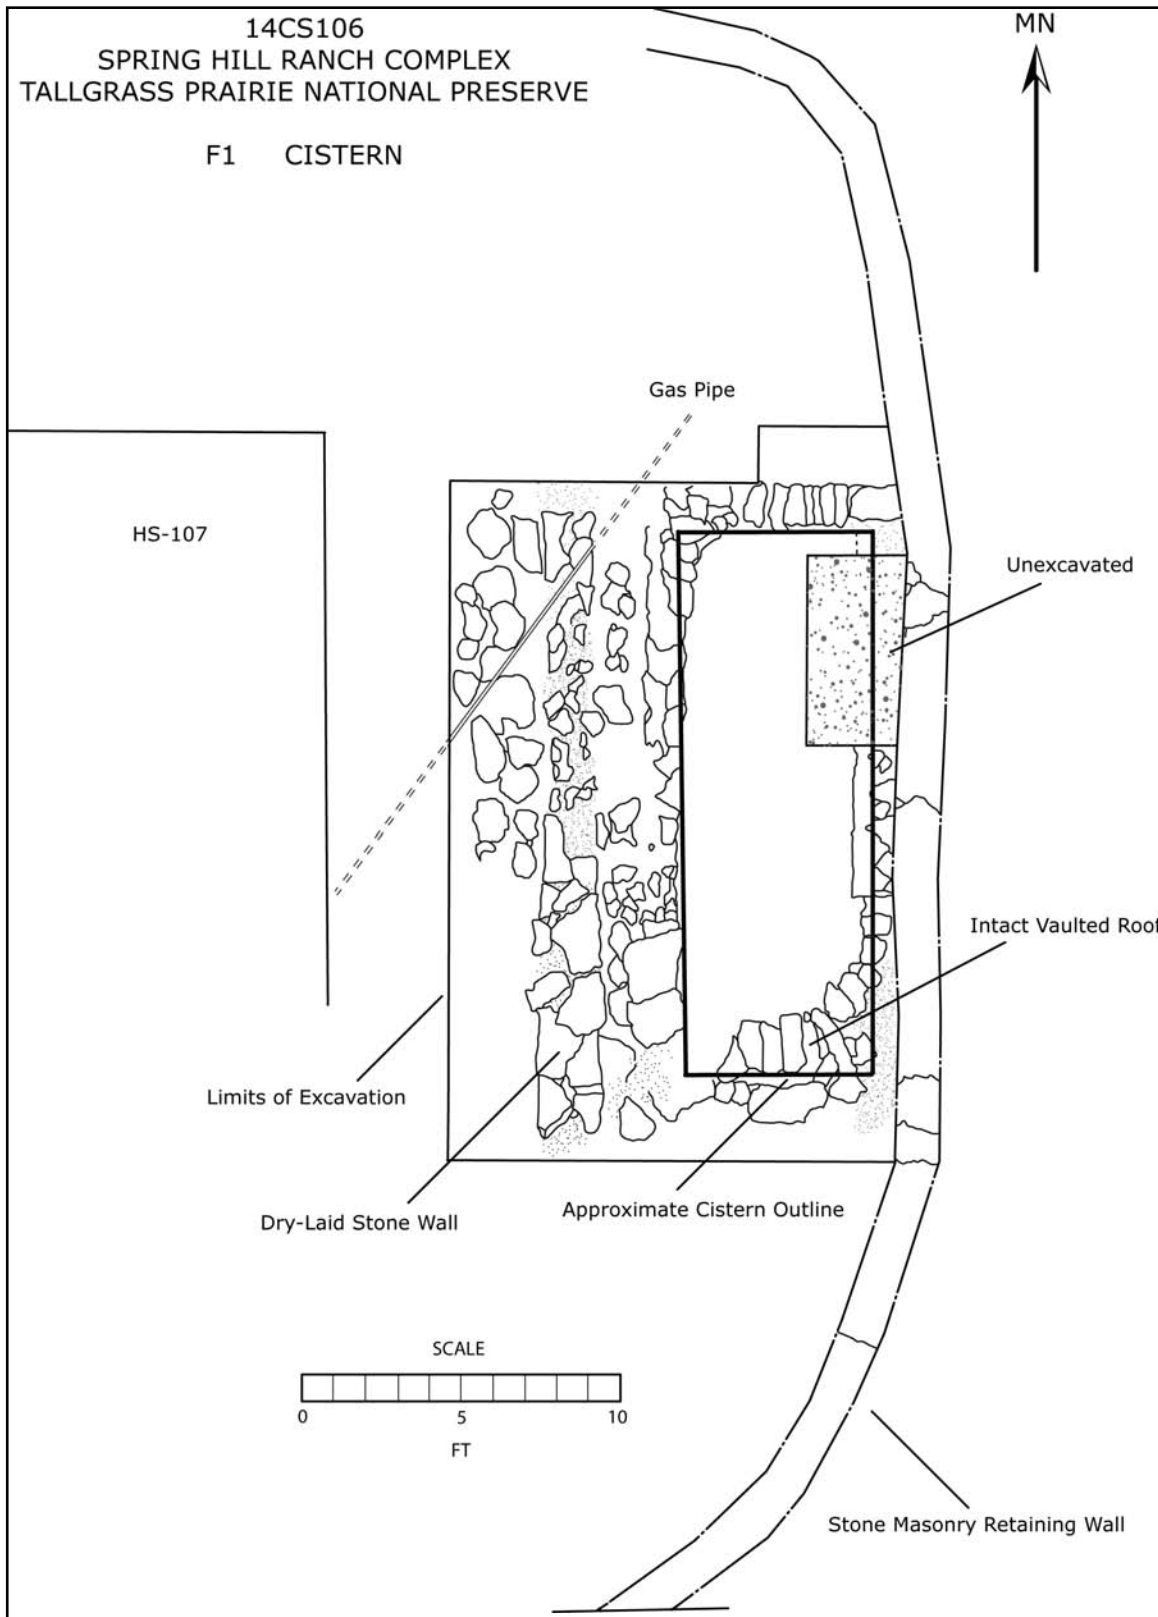 14CS106
SPRING HILL RANCH COMPLEX
TALLGRASS PRAIRIE NATIONAL PRESERVE
F1 CISTERN
MN
Gas Pipe
HS-107
Unexcavated
Intact Vaulted Roof
Limits of Excavation
Dry-Laid Stone Wall
Approximate Cistern Outline
SCALE
0 5 10
FT
Stone Masonry Retaining Wall